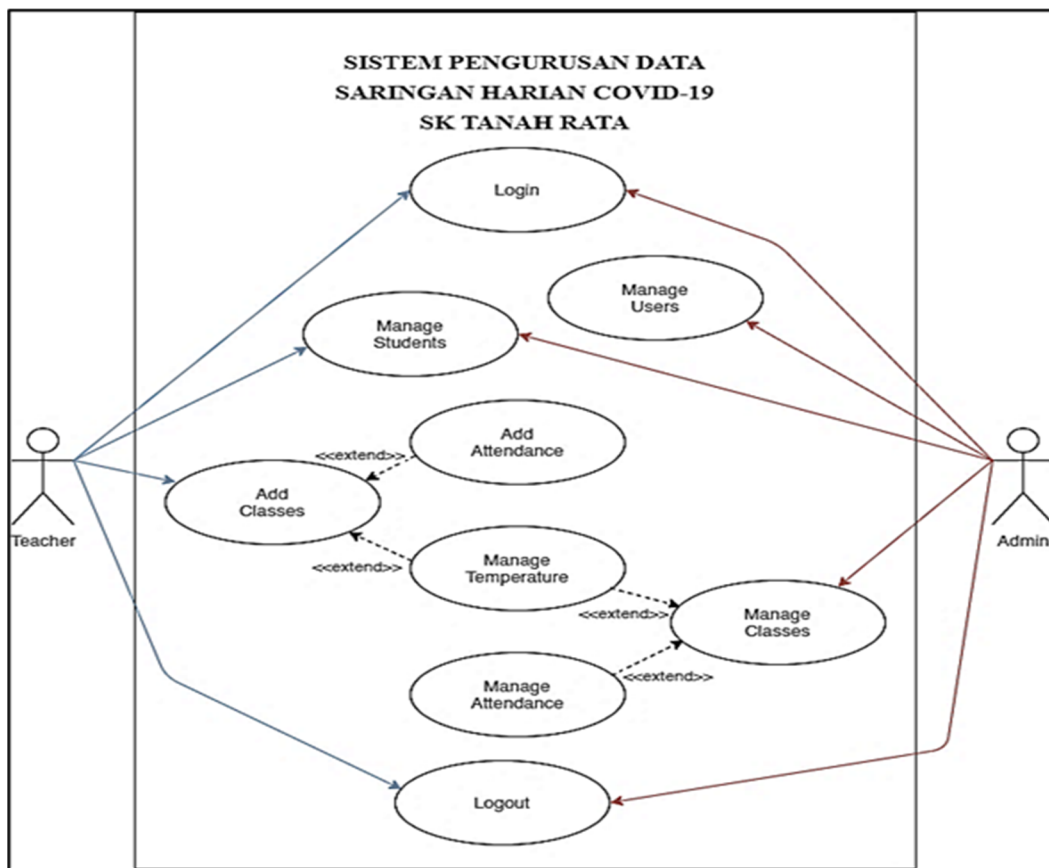 SISTEM PENGURUSAN DATA
SARINGAN HARIAN COVID-19
SK TANAH RATA
Login
Manage
Users
Manage
Students
Add
Attendance
<<extend>>
Add
Classes
Teacher
Admin
Manage
Temperature
<<extend>>
<<extend>>
Manage
Classes
<<extend>>
Manage
Attendance
Logout